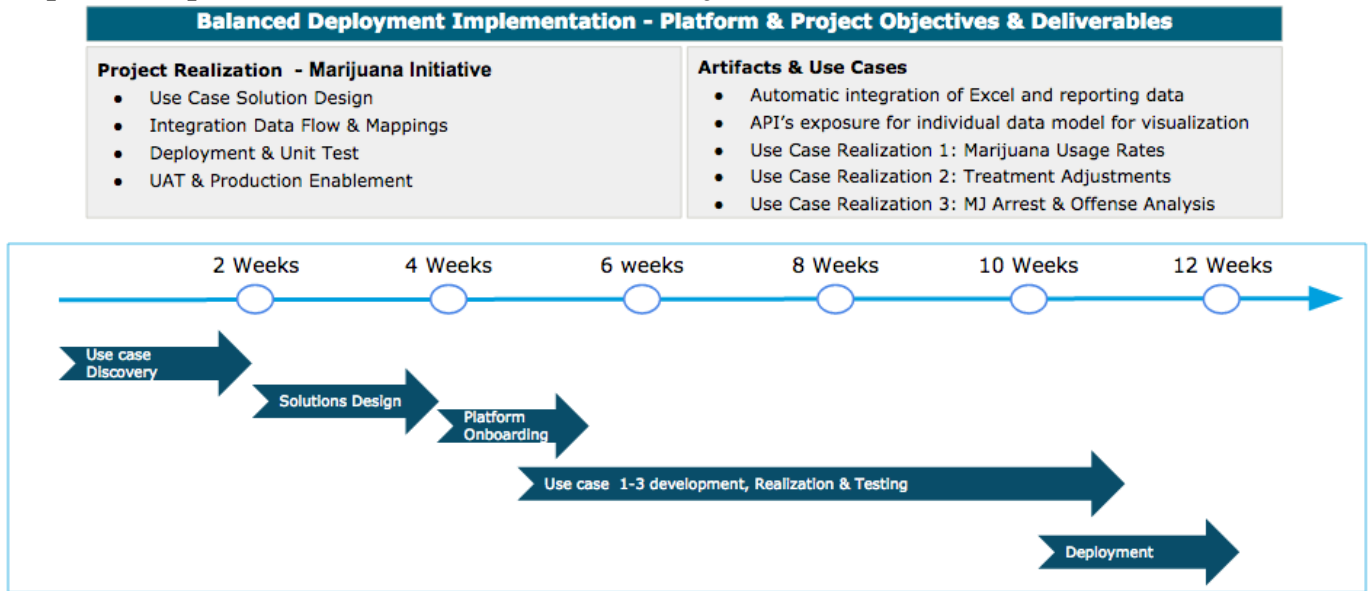 Balanced Deployment Implementation - Platform & Project Objectives & Deliverables
Project Realization - Marijuana Initiative
● Use Case Solution Design
● Integration Data Flow & Mappings
● Deployment & Unit Test
● UAT & Production Enablement
Artifacts & Use Cases
● Automatic integration of Excel and reporting data
● API's exposure for individual data model for visualization
● Use Case Realization 1: Marijuana Usage Rates
● Use Case Realization 2: Treatment Adjustments
● Use Case Realization 3: MJ Arrest & Offense Analysis
2 Weeks 4 Weeks 6 weeks 8 Weeks 10 Weeks 12 Weeks
Use case
Discovery
Solutions Design
Platform
Onboarding
Use case 1-3 development, Realization & Testing
Deployment